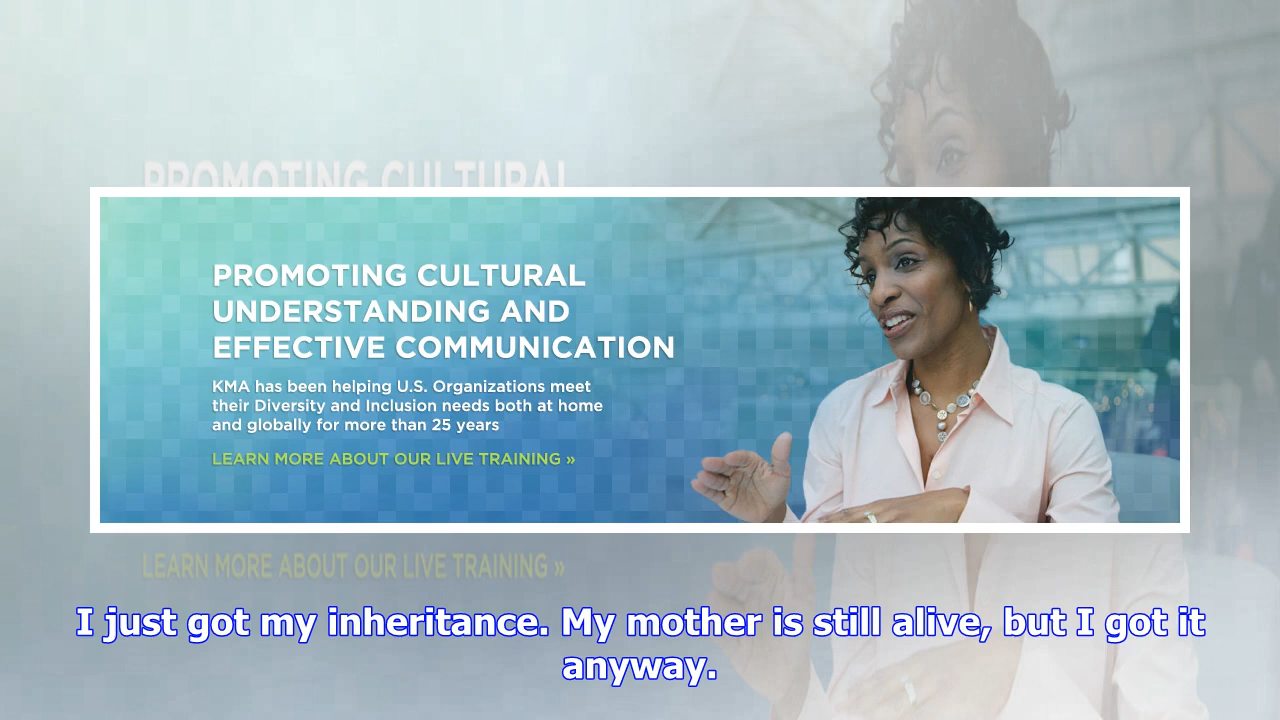 PROMOTING CULTURAL
PROMOTING CULTURAL
UNDERSTANDING AND
EFFECTIVE COMMUNICATION
KMA has been helping U.S. Organizations meet
their Diversity and Inclusion needs both at home
and globally for more than 25 years
LEARN MORE ABOUT OUR LIVE TRAINING »
LEARN MORE ABOUT OUR LIVE TRAINING »
I just got my inheritance. My mother is still alive, but I got it
anyway.